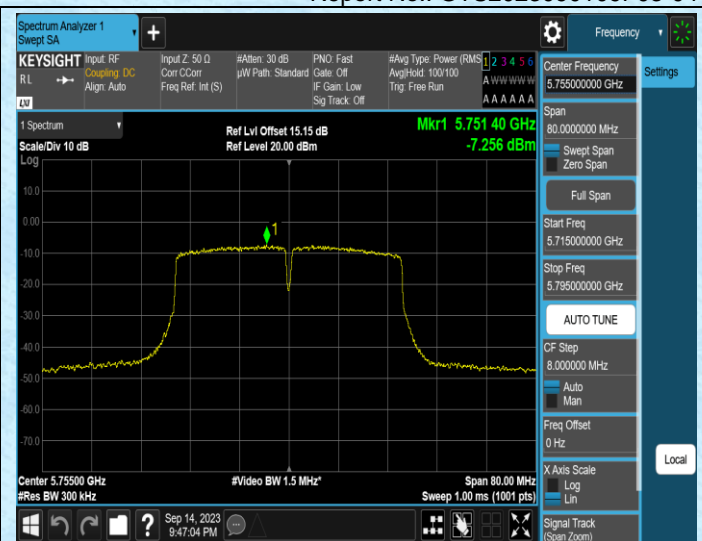 Spectrum Analyzer 1
Swept SA
+
Frequency
KEYSIGHT
RL
LXI
Input: RF
Coupling: DC
Align: Auto
Input Z: 50 Ω
Corr CCorr
Freq Ref: Int (S)
#Atten: 30 dB
µW Path: Standard
PNO: Fast
Gate: Off
IF Gain: Low
Sig Track: Off
#Avg Type: Power (RMS
Avg|Hold: 100/100
Trig: Free Run
1 2 3 4 5 6
A W W W W W
A A A A A A
1 Spectrum
Scale/Div 10 dB
Log
Ref Lvl Offset 15.15 dB
Ref Level 20.00 dBm
Mkr1 5.751 40 GHz
-7.256 dBm
10.0
0.00
-10.0
-20.0
-30.0
-40.0
-50.0
-60.0
-70.0
1
Center 5.75500 GHz
#Res BW 300 kHz
#Video BW 1.5 MHz*
Span 80.00 MHz
Sweep 1.00 ms (1001 pts)
?
Sep 14, 2023
9:47:04 PM
Center Frequency
5.755000000 GHz
Settings
Span
80.0000000 MHz
Swept Span
Zero Span
Full Span
Start Freq
5.715000000 GHz
Stop Freq
5.795000000 GHz
AUTO TUNE
CF Step
8.000000 MHz
Auto
Man
Freq Offset
0 Hz
X Axis Scale
Log
Lin
Local
Signal Track
(Span Zoom)